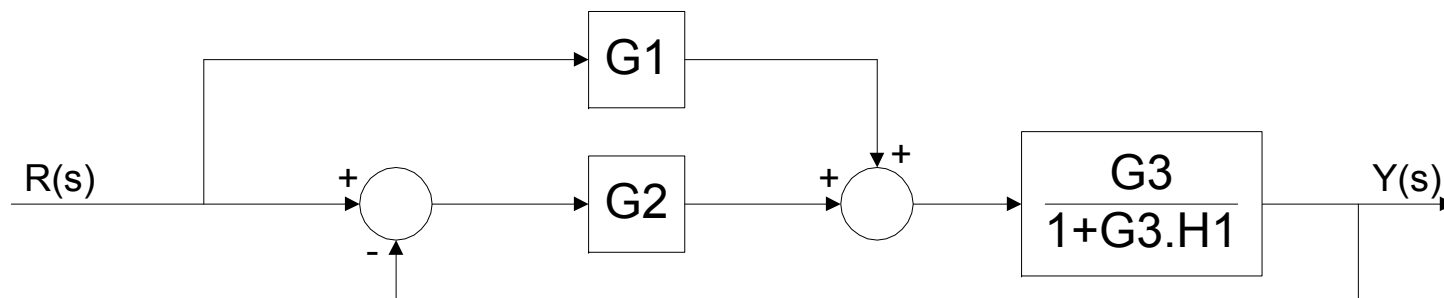 G1
R(s)
+
-
G2
+
+
G3
1+G3.H1
Y(s)